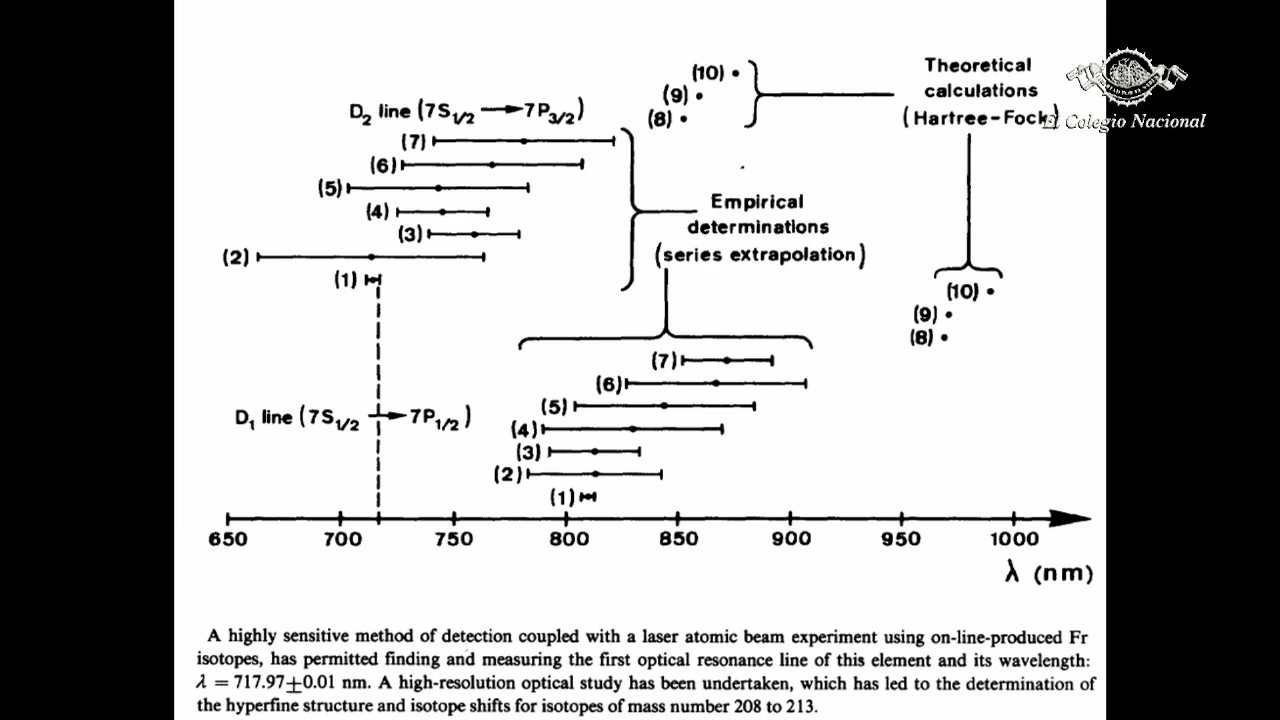 (10) •
Theoretical
calculations
(Hartree-Fock)
(9) •
(8) •
El Colegio Nacional
D2 line (7S1/2 → 7P3/2)
(7)
(6)
(5)
(4)
(3)
(2)
(1)
Empirical
determinations
(series extrapolation)
(10) •
(9) •
(8) •
(7)
(6)
(5)
(4)
(3)
(2)
(1)
D1 line (7S1/2 → 7P1/2)
650 700 750 800 850 900 950 1000
λ (nm)
A highly sensitive method of detection coupled with a laser atomic beam experiment using on-line-produced Fr
isotopes, has permitted finding and measuring the first optical resonance line of this element and its wavelength:
λ = 717.97±0.01 nm. A high-resolution optical study has been undertaken, which has led to the determination of
the hyperfine structure and isotope shifts for isotopes of mass number 208 to 213.